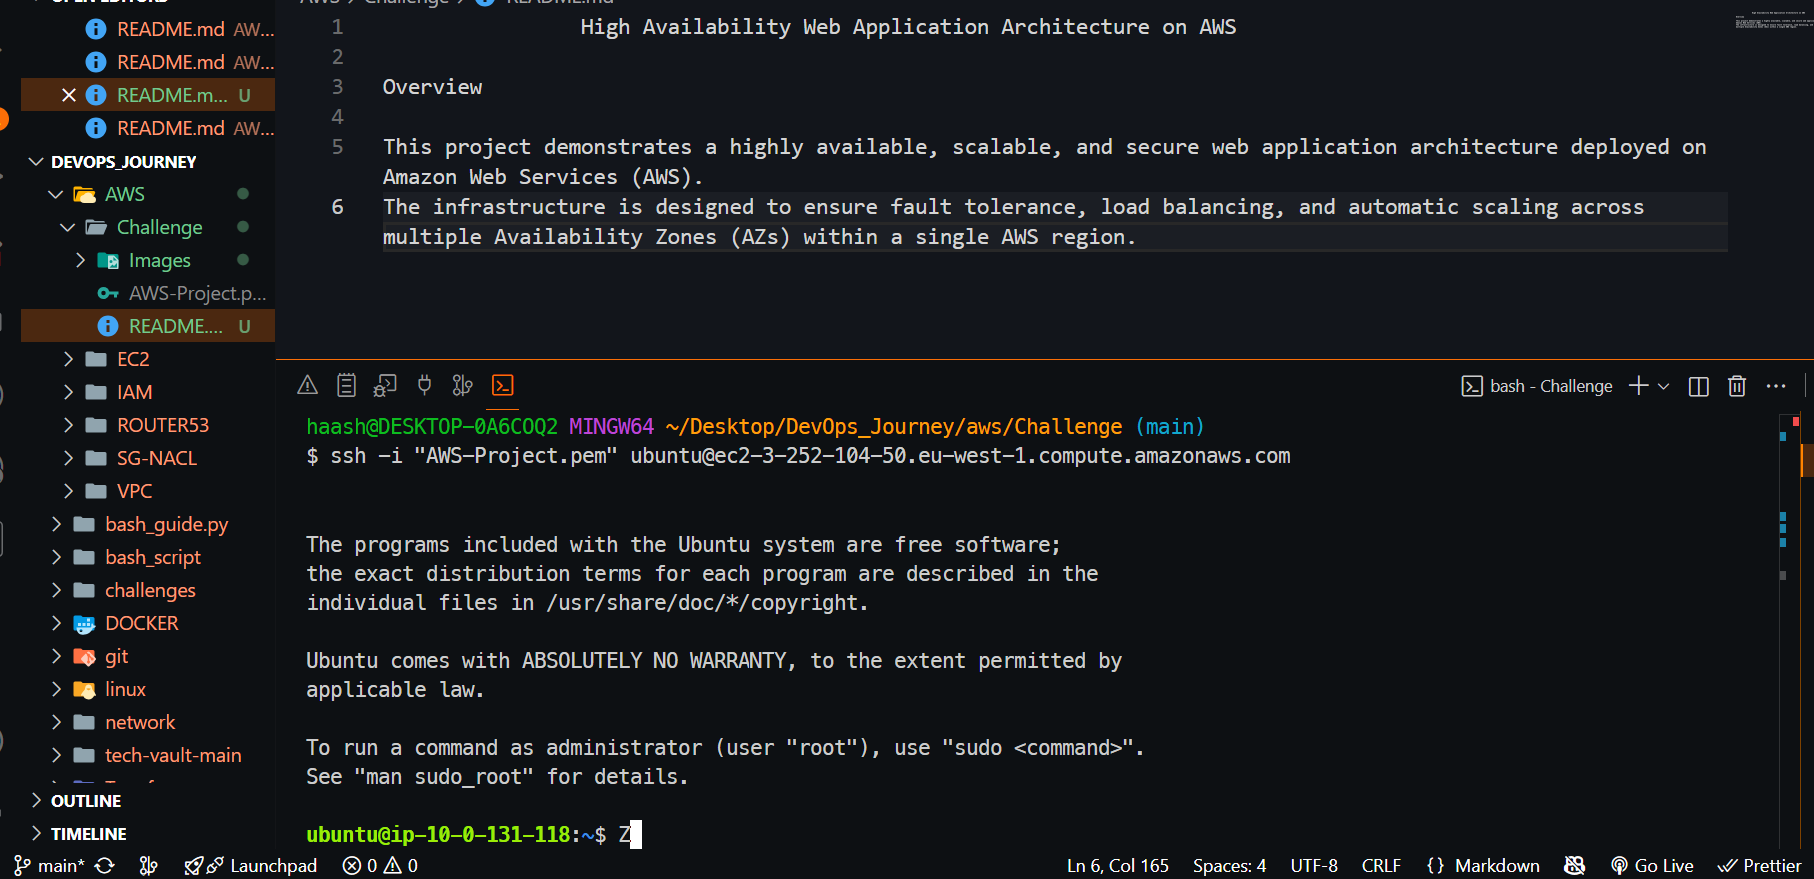 OPEN EDITORS
README.md AW...
README.md AW...
README.m... U
README.md AW...
DEVOPS_JOURNEY
AWS
Challenge
Images
AWS-Project.p...
README.... U
EC2
IAM
ROUTER53
SG-NACL
VPC
bash_guide.py
bash_script
challenges
DOCKER
git
linux
network
tech-vault-main
OUTLINE
TIMELINE
AWS > Challenge > README.md
1 High Availability Web Application Architecture on AWS
2
3 Overview
4
5 This project demonstrates a highly available, scalable, and secure web application architecture deployed on
Amazon Web Services (AWS).
6 The infrastructure is designed to ensure fault tolerance, load balancing, and automatic scaling across
multiple Availability Zones (AZs) within a single AWS region.
bash - Challenge
haash@DESKTOP-0A6COQ2 MINGW64 ~/Desktop/DevOps_Journey/aws/Challenge (main)
$ ssh -i "AWS-Project.pem" ubuntu@ec2-3-252-104-50.eu-west-1.compute.amazonaws.com
The programs included with the Ubuntu system are free software;
the exact distribution terms for each program are described in the
individual files in /usr/share/doc/*/copyright.
Ubuntu comes with ABSOLUTELY NO WARRANTY, to the extent permitted by
applicable law.
To run a command as administrator (user "root"), use "sudo <command>".
See "man sudo_root" for details.
ubuntu@ip-10-0-131-118:~$ Z
main* Launchpad 0 0 Ln 6, Col 165 Spaces: 4 UTF-8 CRLF {} Markdown Go Live Prettier